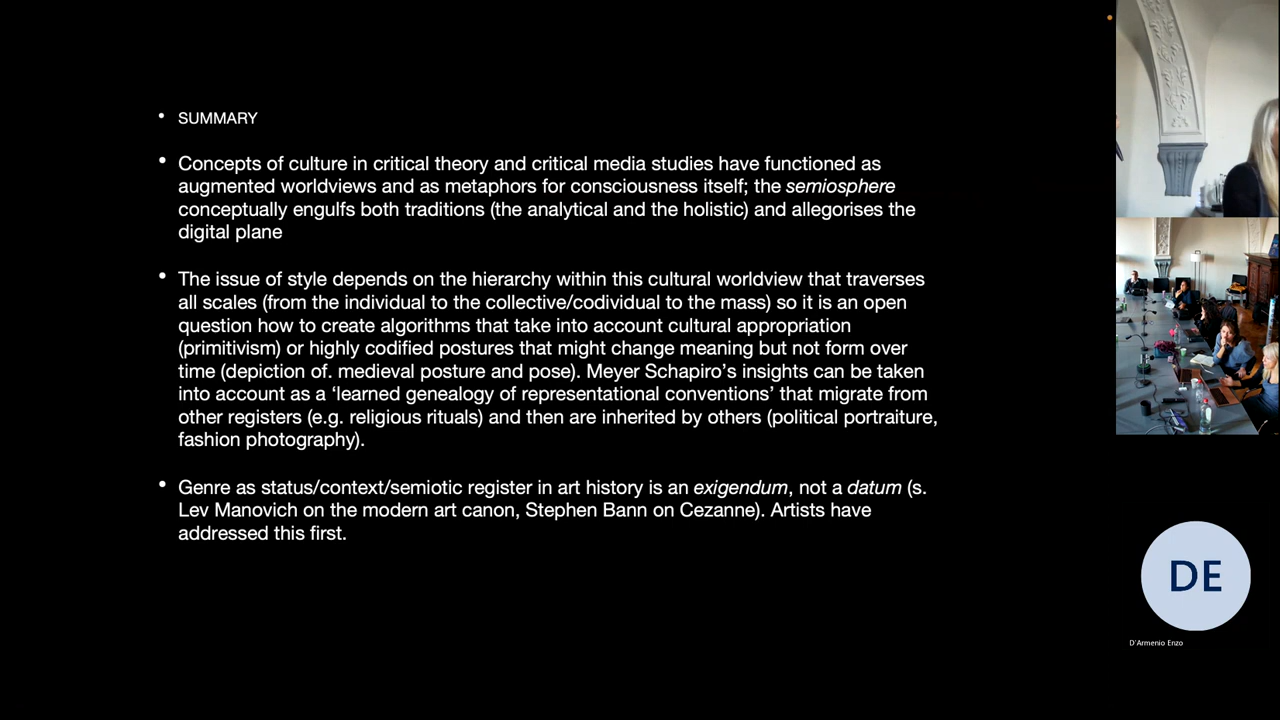 • SUMMARY
• Concepts of culture in critical theory and critical media studies have functioned as
augmented worldviews and as metaphors for consciousness itself; the semiosphere
conceptually engulfs both traditions (the analytical and the holistic) and allegorises the
digital plane
• The issue of style depends on the hierarchy within this cultural worldview that traverses
all scales (from the individual to the collective/codividual to the mass) so it is an open
question how to create algorithms that take into account cultural appropriation
(primitivism) or highly codified postures that might change meaning but not form over
time (depiction of. medieval posture and pose). Meyer Schapiro’s insights can be taken
into account as a ‘learned genealogy of representational conventions’ that migrate from
other registers (e.g. religious rituals) and then are inherited by others (political portraiture,
fashion photography).
• Genre as status/context/semiotic register in art history is an exigendum, not a datum (s.
Lev Manovich on the modern art canon, Stephen Bann on Cezanne). Artists have
addressed this first.
DE
D'Armenio Enzo